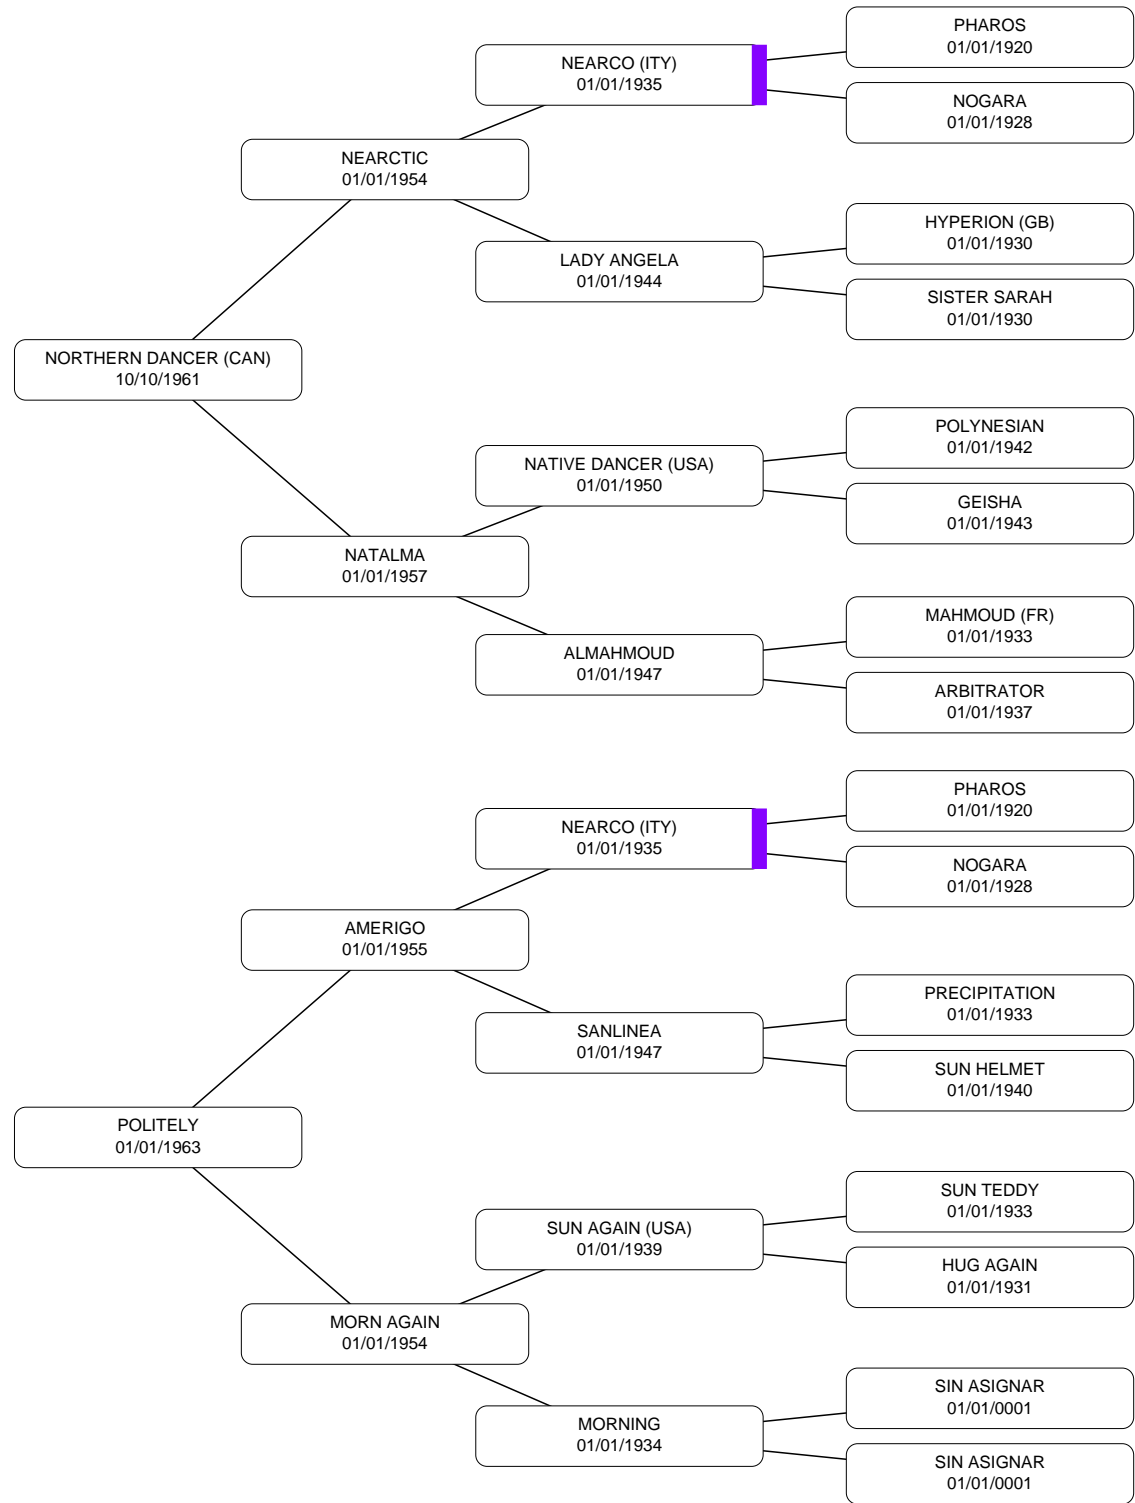 PHAROS
01/01/1920
NEARCO (ITY)
01/01/1935
NOGARA
01/01/1928
NEARCTIC
01/01/1954
HYPERION (GB)
01/01/1930
LADY ANGELA
01/01/1944
SISTER SARAH
01/01/1930
NORTHERN DANCER (CAN)
10/10/1961
POLYNESIAN
01/01/1942
NATIVE DANCER (USA)
01/01/1950
GEISHA
01/01/1943
NATALMA
01/01/1957
MAHMOUD (FR)
01/01/1933
ALMAHMOUD
01/01/1947
ARBITRATOR
01/01/1937
PHAROS
01/01/1920
NEARCO (ITY)
01/01/1935
NOGARA
01/01/1928
AMERIGO
01/01/1955
PRECIPITATION
01/01/1933
SANLINEA
01/01/1947
SUN HELMET
01/01/1940
POLITELY
01/01/1963
SUN TEDDY
01/01/1933
SUN AGAIN (USA)
01/01/1939
HUG AGAIN
01/01/1931
MORN AGAIN
01/01/1954
SIN ASIGNAR
01/01/0001
MORNING
01/01/1934
SIN ASIGNAR
01/01/0001